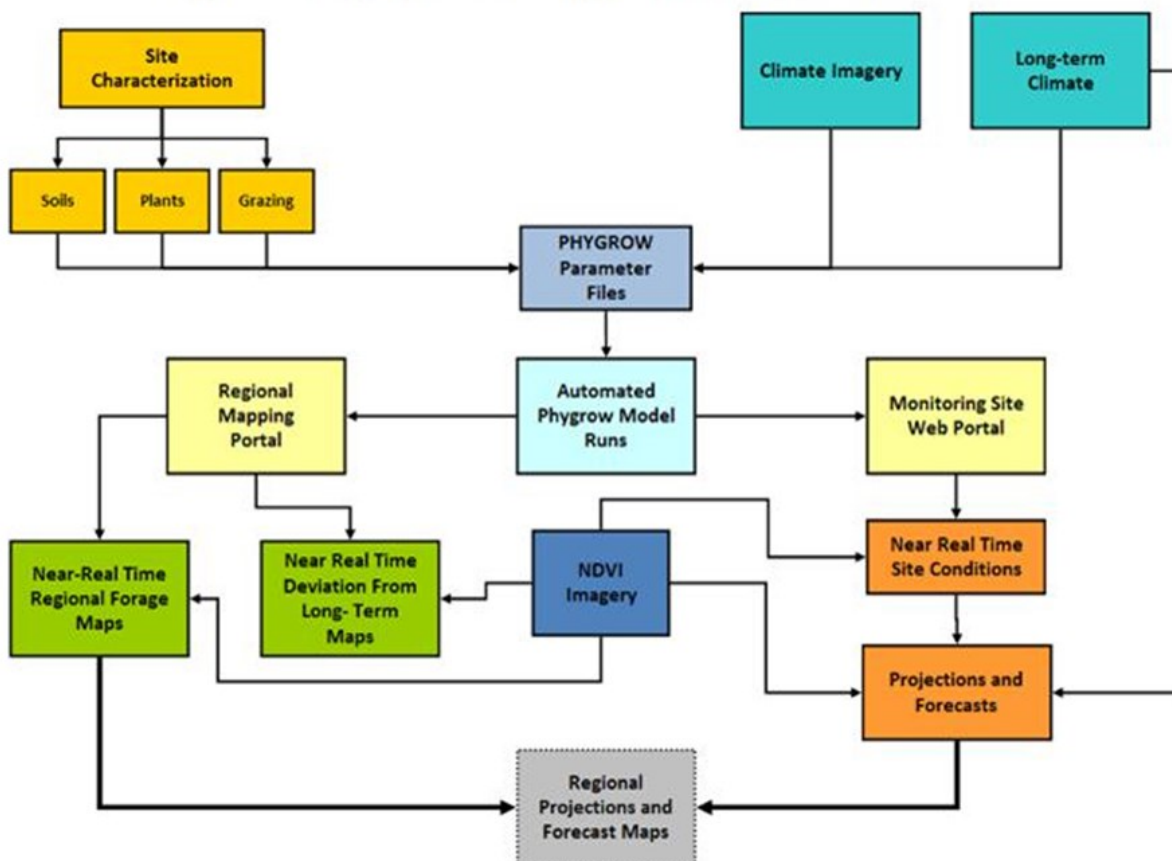 Site
Characterization
Climate Imagery
Long-term
Climate
Soils
Plants
Grazing
PHYGROW
Parameter
Files
Regional
Mapping
Portal
Automated
Phygrow Model
Runs
Monitoring Site
Web Portal
Near-Real Time
Regional Forage
Maps
Near Real Time
Deviation From
Long- Term
Maps
NDVI
Imagery
Near Real Time
Site Conditions
Projections and
Forecasts
Regional
Projections and
Forecast Maps